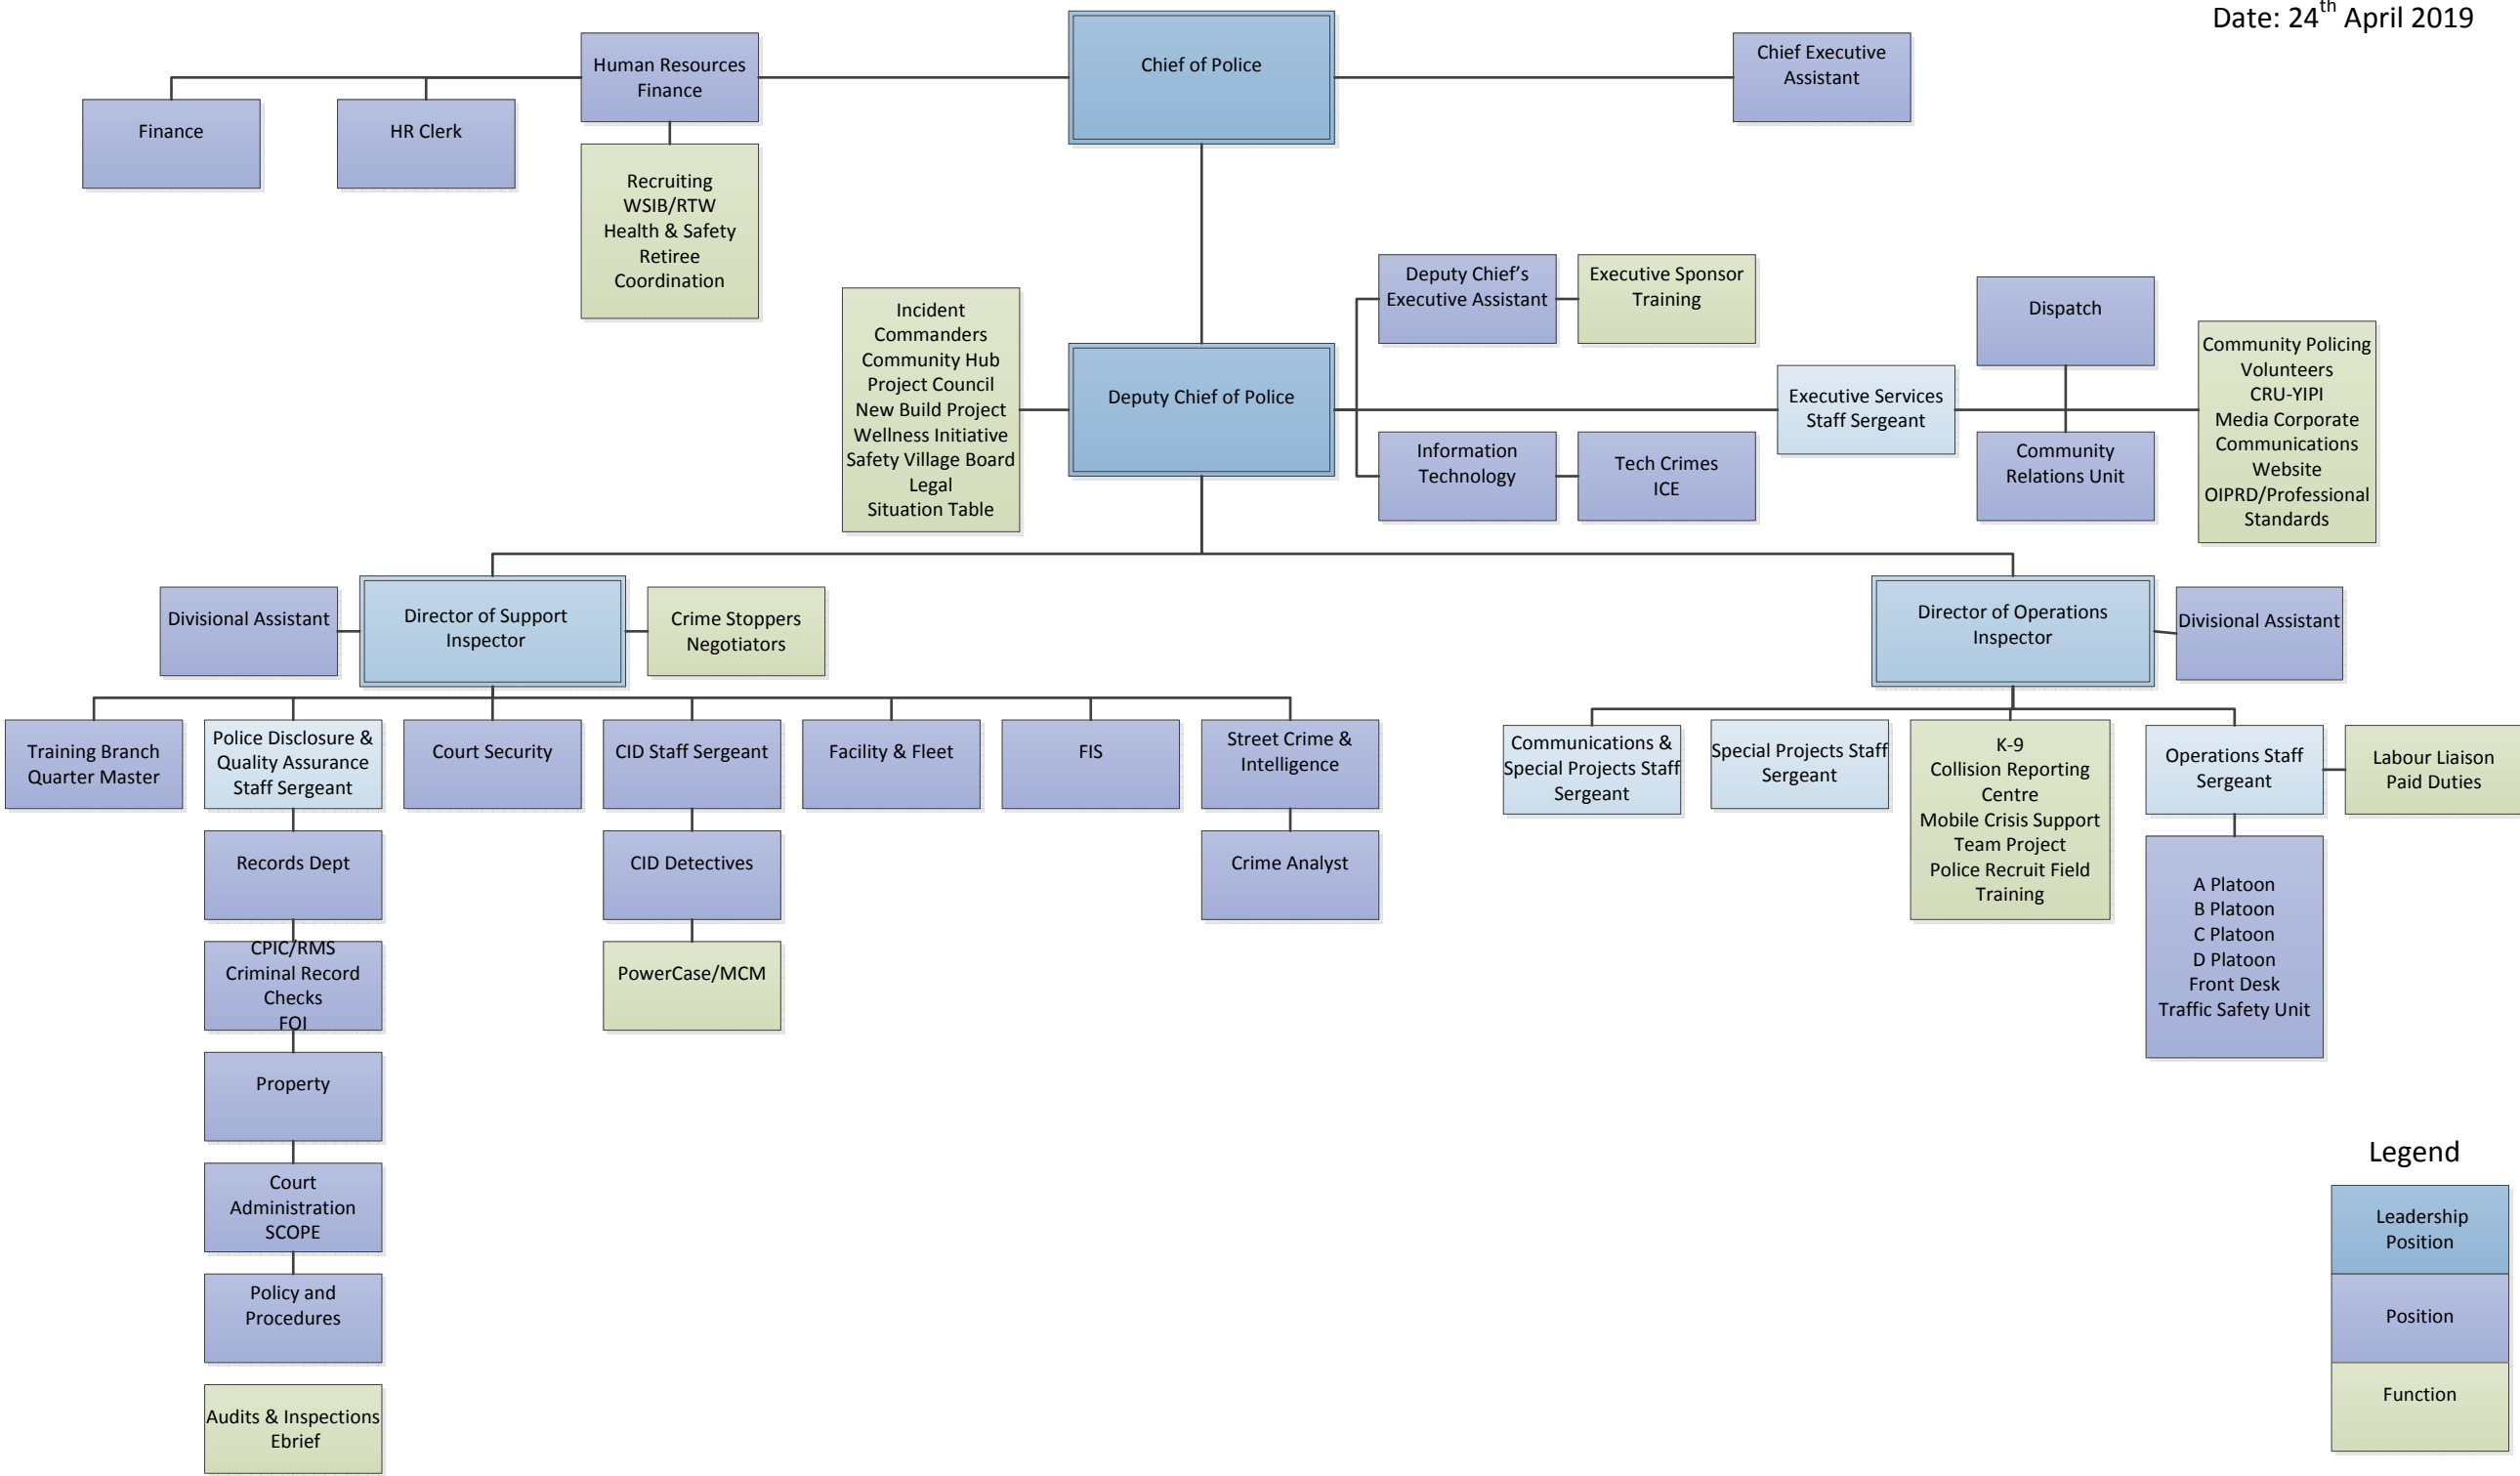 Date: 24th April 2019
Chief of Police
Human Resources
Finance
Chief Executive
Assistant
Finance
HR Clerk
Recruiting
WSIB/RTW
Health & Safety
Retiree
Coordination
Deputy Chief’s
Executive Assistant
Executive Sponsor
Training
Incident
Commanders
Community Hub
Project Council
New Build Project
Wellness Initiative
Safety Village Board
Legal
Situation Table
Deputy Chief of Police
Dispatch
Executive Services
Staff Sergeant
Community Policing
Volunteers
CRU-YIPI
Media Corporate
Communications
Website
OIPRD/Professional
Standards
Information
Technology
Tech Crimes
ICE
Community
Relations Unit
Divisional Assistant
Director of Support
Inspector
Crime Stoppers
Negotiators
Director of Operations
Inspector
Divisional Assistant
Training Branch
Quarter Master
Police Disclosure &
Quality Assurance
Staff Sergeant
Court Security
CID Staff Sergeant
Facility & Fleet
FIS
Street Crime &
Intelligence
Communications &
Special Projects Staff
Sergeant
Special Projects Staff
Sergeant
K-9
Collision Reporting
Centre
Mobile Crisis Support
Team Project
Police Recruit Field
Training
Operations Staff
Sergeant
Labour Liaison
Paid Duties
Records Dept
CID Detectives
Crime Analyst
A Platoon
B Platoon
C Platoon
D Platoon
Front Desk
Traffic Safety Unit
CPIC/RMS
Criminal Record
Checks
FOI
PowerCase/MCM
Property
Court
Administration
SCOPE
Policy and
Procedures
Audits & Inspections
Ebrief
Legend
Leadership
Position
Position
Function